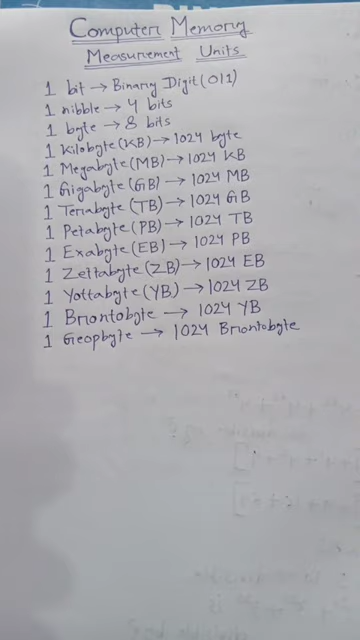 Computer Memory
Measurement Units
1 bit → Binary Digit (0/1)
1 nibble → 4 bits
1 byte → 8 bits
1 Kilobyte (KB) → 1024 byte
1 Megabyte (MB) → 1024 KB
1 Gigabyte (GB) → 1024 MB
1 Terabyte (TB) → 1024 GB
1 Petabyte (PB) → 1024 TB
1 Exabyte (EB) → 1024 PB
1 Zettabyte (ZB) → 1024 EB
1 Yottabyte (YB) → 1024 ZB
1 Brontobyte → 1024 YB
1 Geopbyte → 1024 Brontobyte